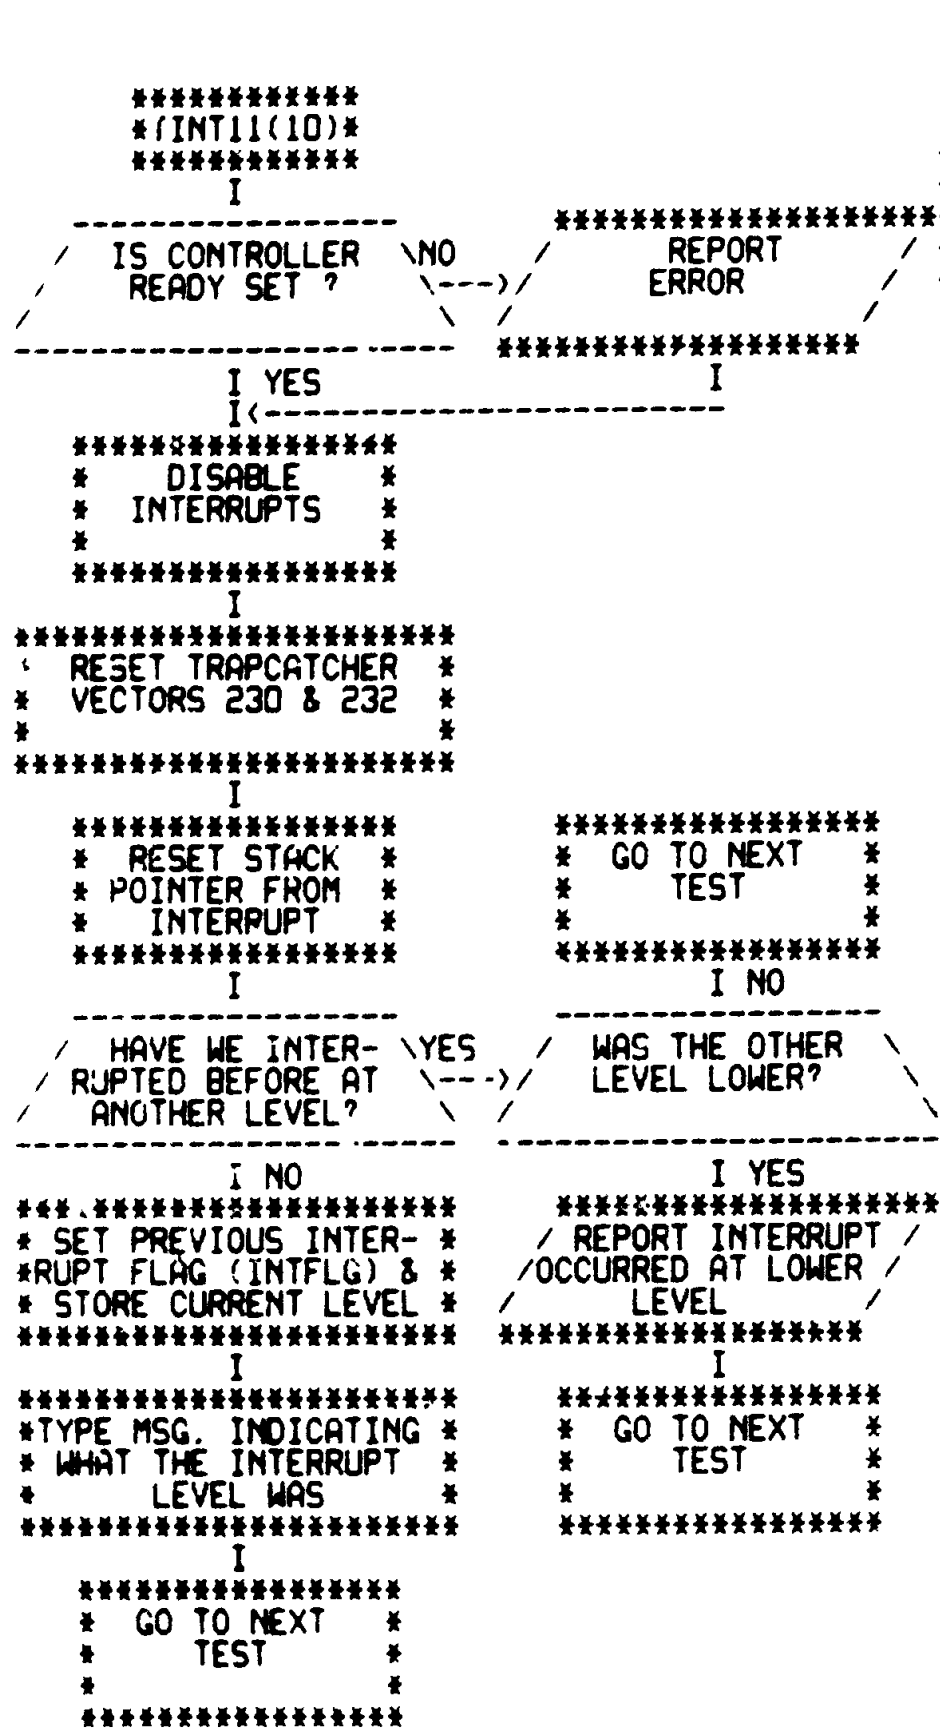 INT11(10)
IS CONTROLLER
READY SET ?
NO
REPORT
ERROR
YES
DISABLE
INTERRUPTS
RESET TRAPCATCHER
VECTORS 230 & 232
RESET STACK
POINTER FROM
INTERRUPT
HAVE WE INTER-
RUPTED BEFORE AT
ANOTHER LEVEL?
YES
WAS THE OTHER
LEVEL LOWER?
NO
GO TO NEXT
TEST
YES
REPORT INTERRUPT
OCCURRED AT LOWER
LEVEL
GO TO NEXT
TEST
NO
SET PREVIOUS INTER-
RUPT FLAG (INTFLG) &
STORE CURRENT LEVEL
TYPE MSG. INDICATING
WHAT THE INTERRUPT
LEVEL WAS
GO TO NEXT
TEST